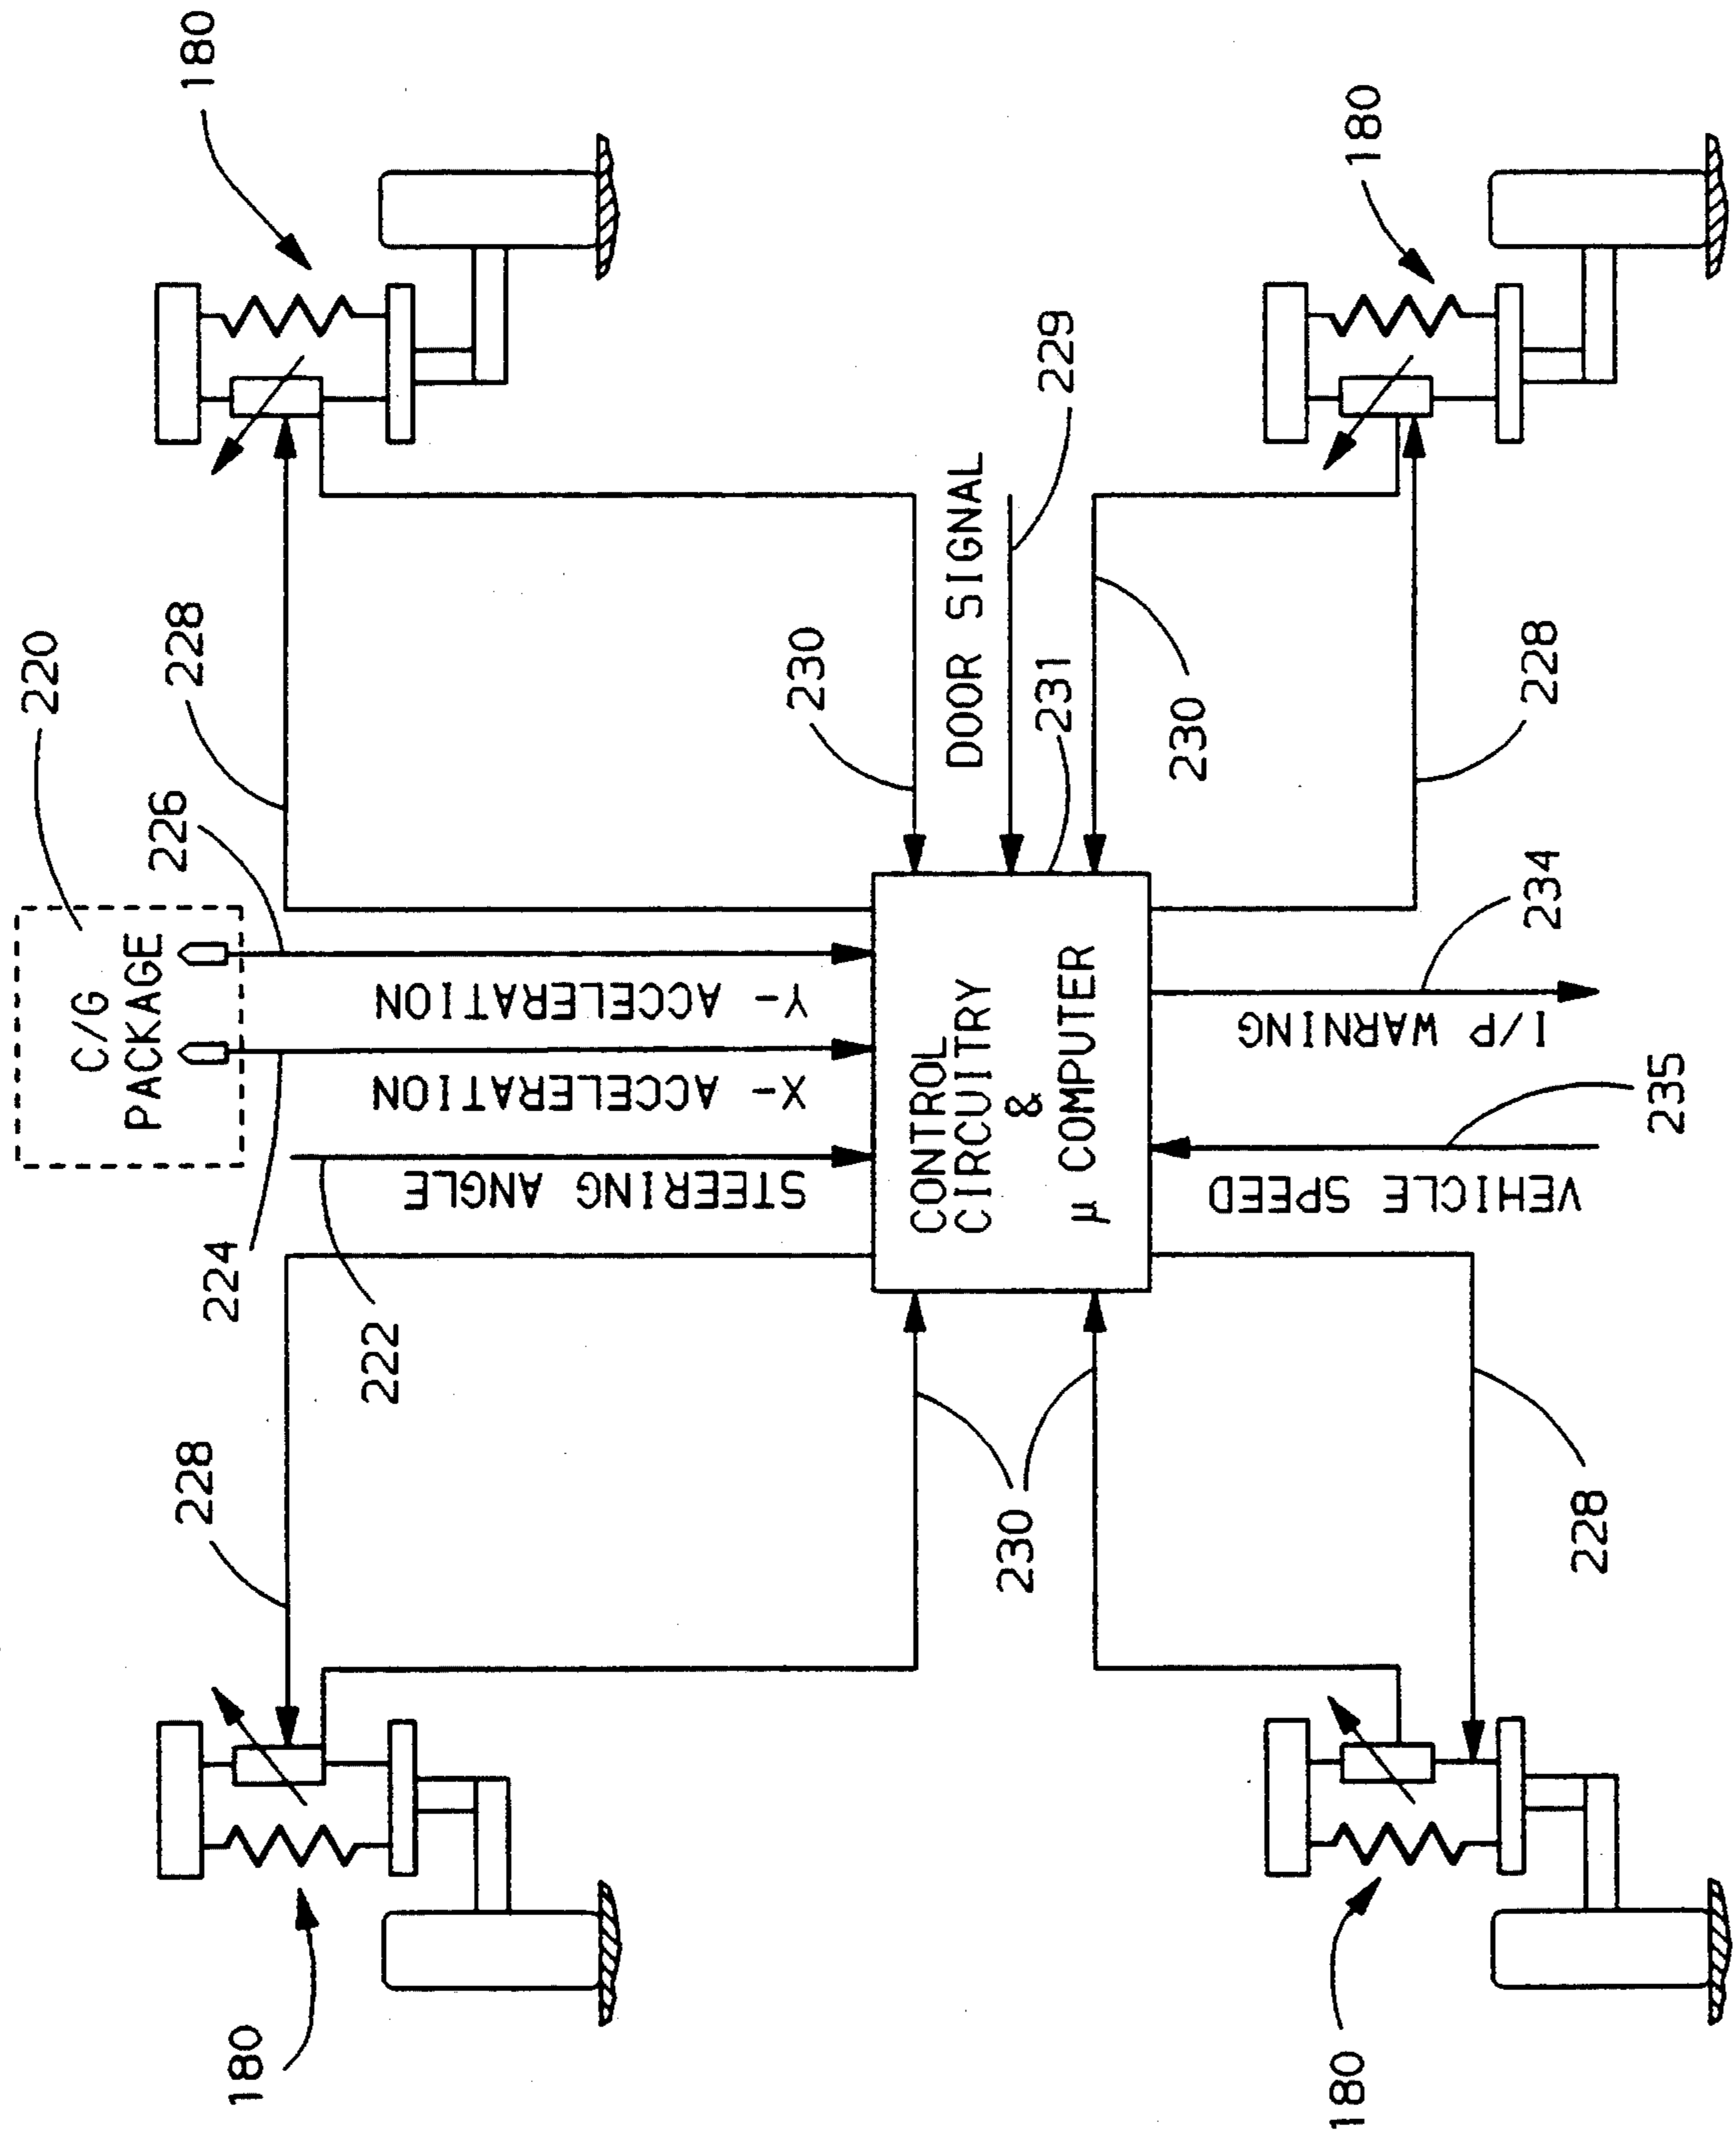 180
180
220
C/G
PACKAGE
228
226
224
222
228
Y- ACCELERATION
X- ACCELERATION
STEERING ANGLE
230
DOOR SIGNAL
229
231
230
CONTROL
CIRCUITRY
&
μ COMPUTER
230
I/P WARNING
234
VEHICLE SPEED
235
228
228
180
180